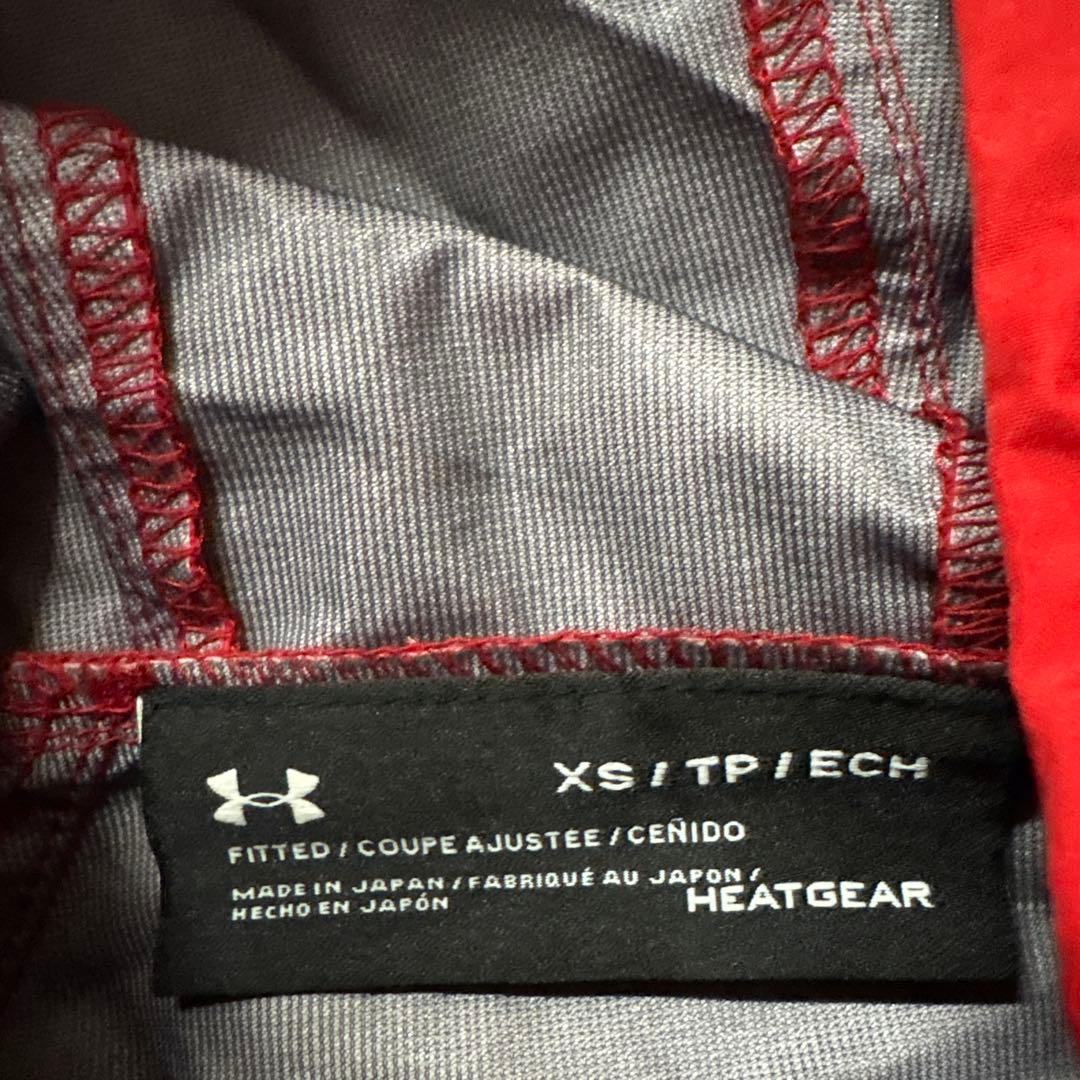 XS / TP / ECH
FITTED / COUPE AJUSTÉE / CEÑIDO
MADE IN JAPAN / FABRIQUÉ AU JAPON /
HECHO EN JAPÓN
HEATGEAR